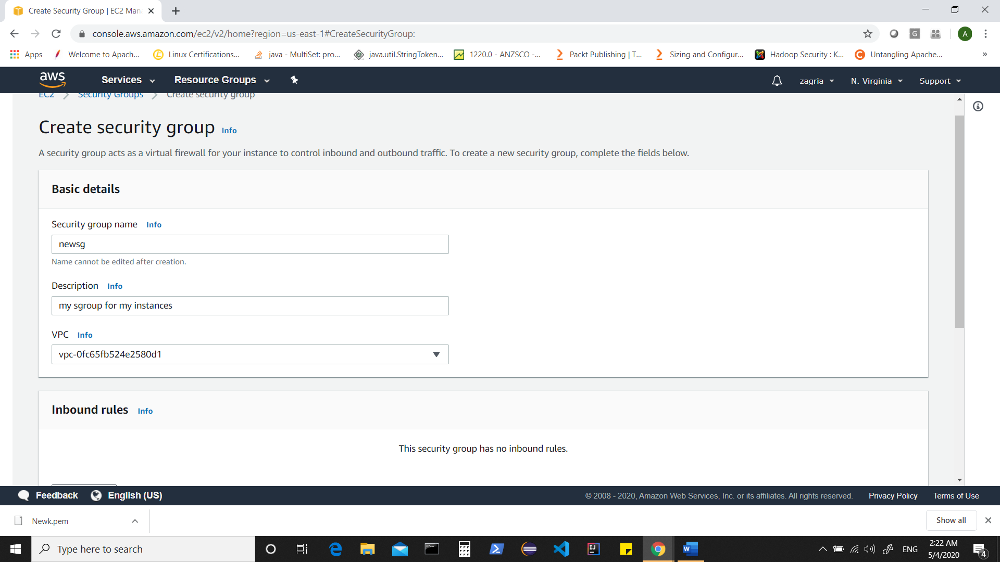 Create Security Group | EC2 Man
console.aws.amazon.com/ec2/v2/home?region=us-east-1#CreateSecurityGroup:
G
A
Apps
Welcome to Apach...
Linux Certifications...
java - MultiSet: pro...
java.util.StringToken...
1220.0 - ANZSCO -...
Packt Publishing | T...
Sizing and Configur...
Hadoop Security : K...
Untangling Apache...
»
aws
Services
Resource Groups
zagria
N. Virginia
Support
EC2
Security Groups
Create security group
Create security group Info
A security group acts as a virtual firewall for your instance to control inbound and outbound traffic. To create a new security group, complete the fields below.
Basic details
Security group name Info
newsg
Name cannot be edited after creation.
Description Info
my sgroup for my instances
VPC Info
vpc-0fc65fb524e2580d1
Inbound rules Info
This security group has no inbound rules.
Feedback
English (US)
© 2008 - 2020, Amazon Web Services, Inc. or its affiliates. All rights reserved.
Privacy Policy
Terms of Use
Newk.pem
Show all
Type here to search
ENG
2:22 AM
5/4/2020
4